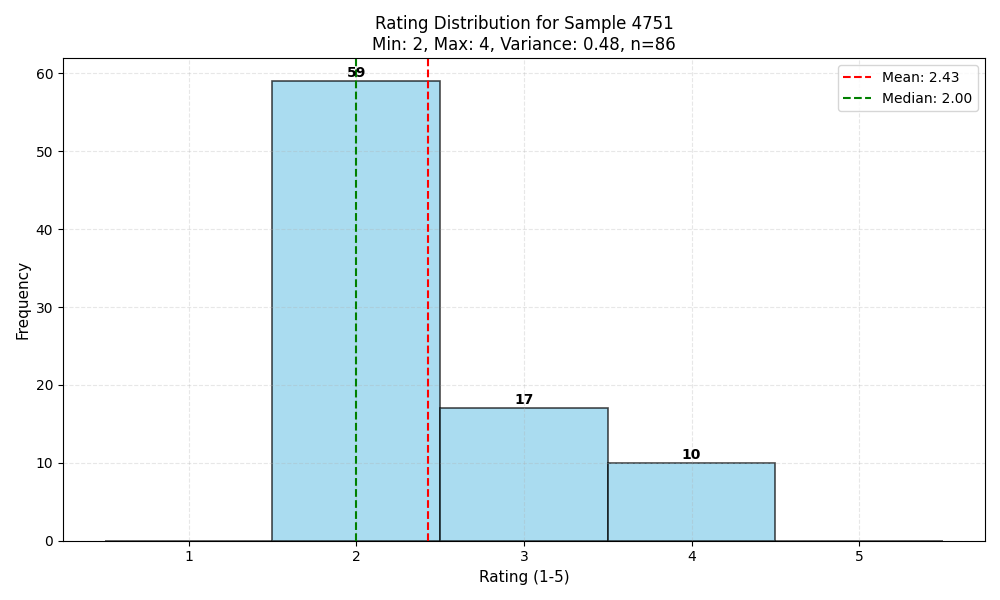 Rating Distribution for Sample 4751
Min: 2, Max: 4, Variance: 0.48, n=86
Mean: 2.43
Median: 2.00
Frequency
60
50
40
30
20
10
0
59
17
10
1 2 3 4 5
Rating (1-5)